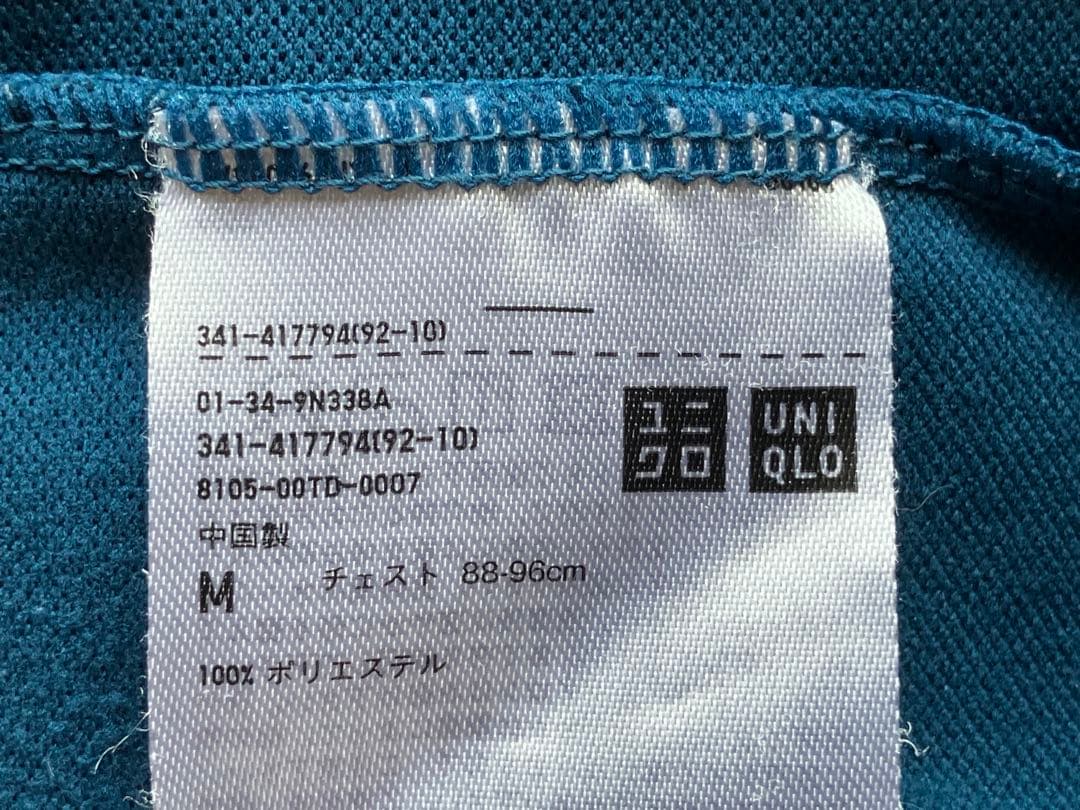 341-417794(92-10)
01-34-9N338A
341-417794(92-10)
8105-00TD-0007
中国製
M チェスト 88-96cm
100% ポリエステル
ユニ
クロ
UNI
QLO